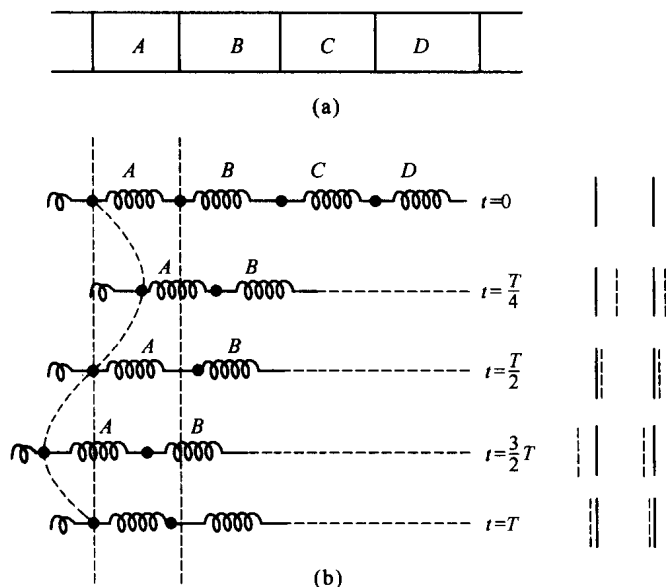 A B C D
(a)
A B C D
t=0
A B
t=T/4
A B
t=T/2
A B
t=3/2 T
t=T
(b)